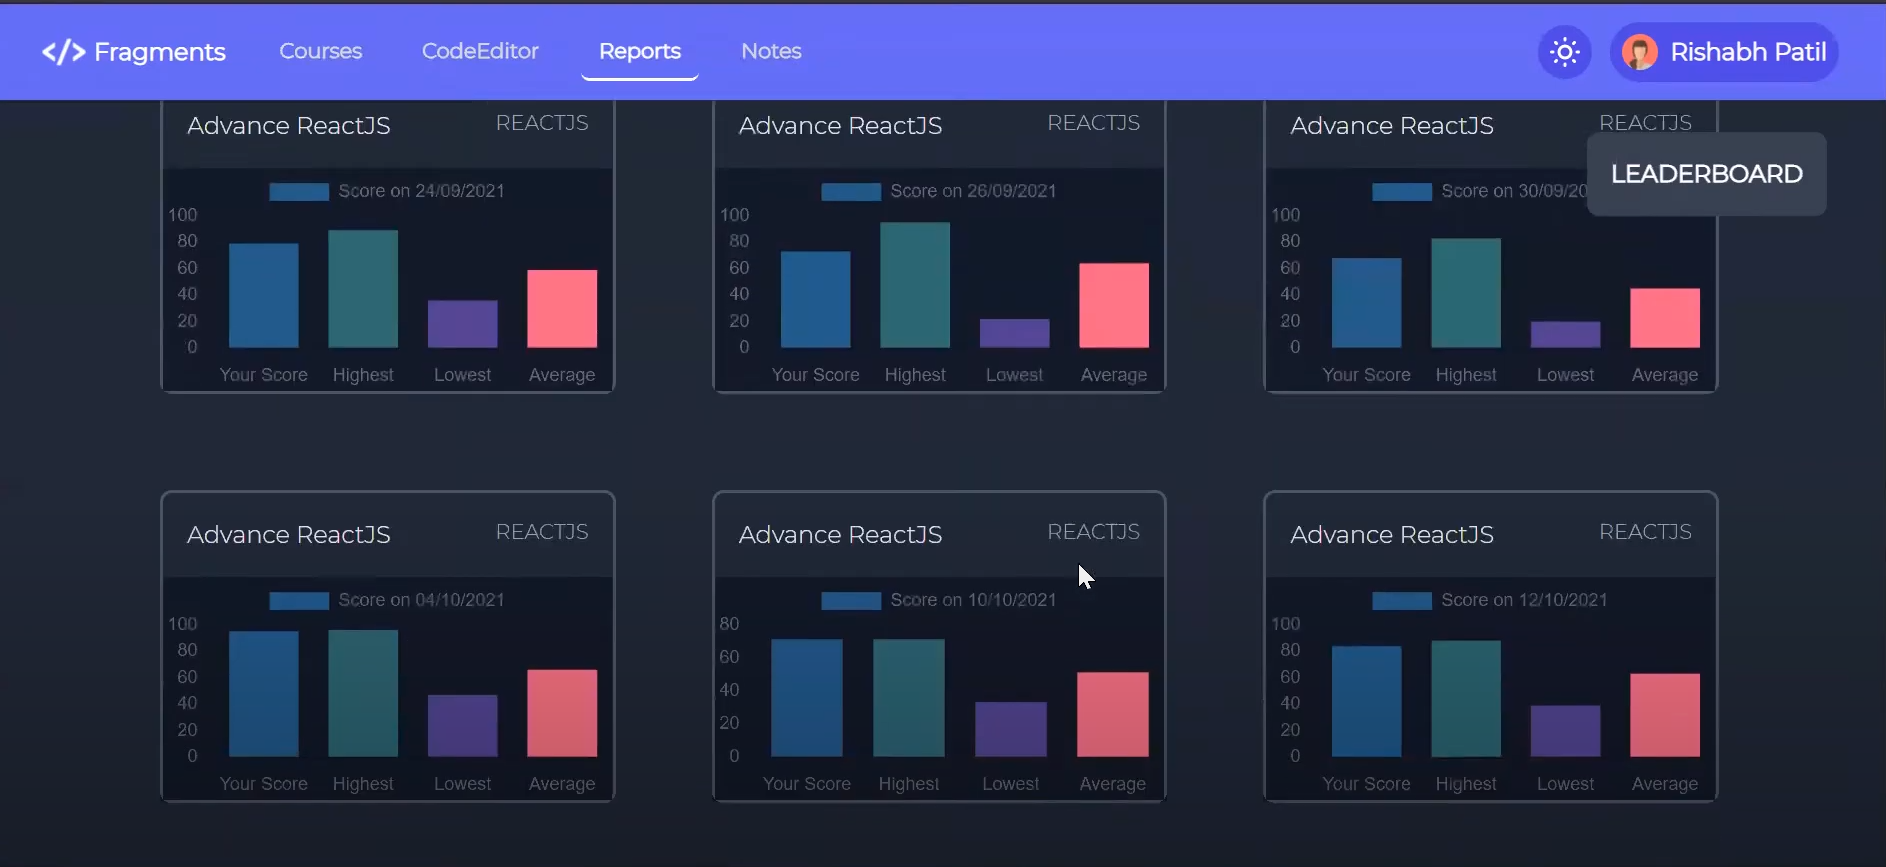 </> Fragments Courses CodeEditor Reports Notes Rishabh Patil
Advance ReactJS REACTJS
Score on 24/09/2021
100
80
60
40
20
0
Your Score Highest Lowest Average
Advance ReactJS REACTJS
Score on 26/09/2021
100
80
60
40
20
0
Your Score Highest Lowest Average
Advance ReactJS REACTJS
LEADERBOARD
Score on 30/09/20
100
80
60
40
20
0
Your Score Highest Lowest Average
Advance ReactJS REACTJS
Score on 04/10/2021
100
80
60
40
20
0
Your Score Highest Lowest Average
Advance ReactJS REACTJS
Score on 10/10/2021
80
60
40
20
0
Your Score Highest Lowest Average
Advance ReactJS REACTJS
Score on 12/10/2021
100
80
60
40
20
0
Your Score Highest Lowest Average